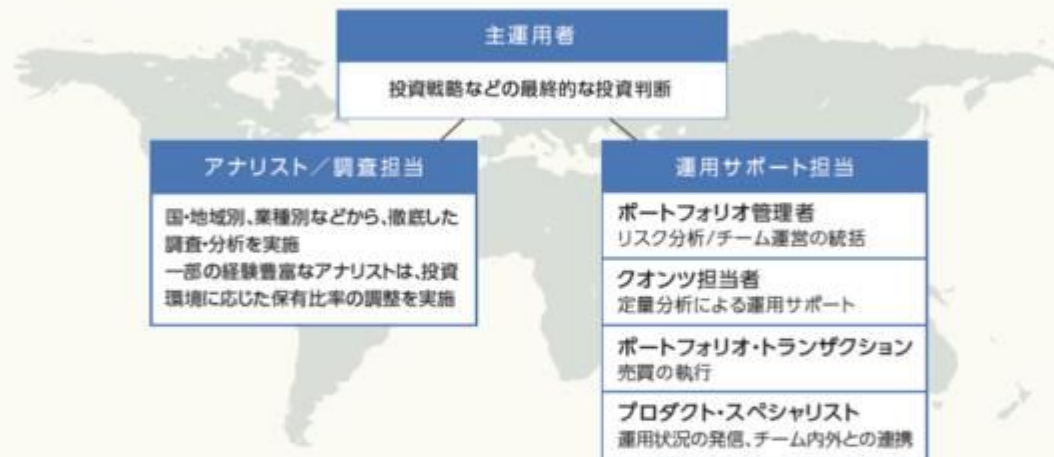 主運用者
投資戦略などの最終的な投資判断
アナリスト／調査担当
国・地域別、業種別などから、徹底した
調査・分析を実施
一部の経験豊富なアナリストは、投資
環境に応じた保有比率の調整を実施
運用サポート担当
ポートフォリオ管理者
リスク分析/チーム運営の統括
クオンツ担当者
定量分析による運用サポート
ポートフォリオ・トランザクション
売買の執行
プロダクト・スペシャリスト
運用状況の発信、チーム内外との連携